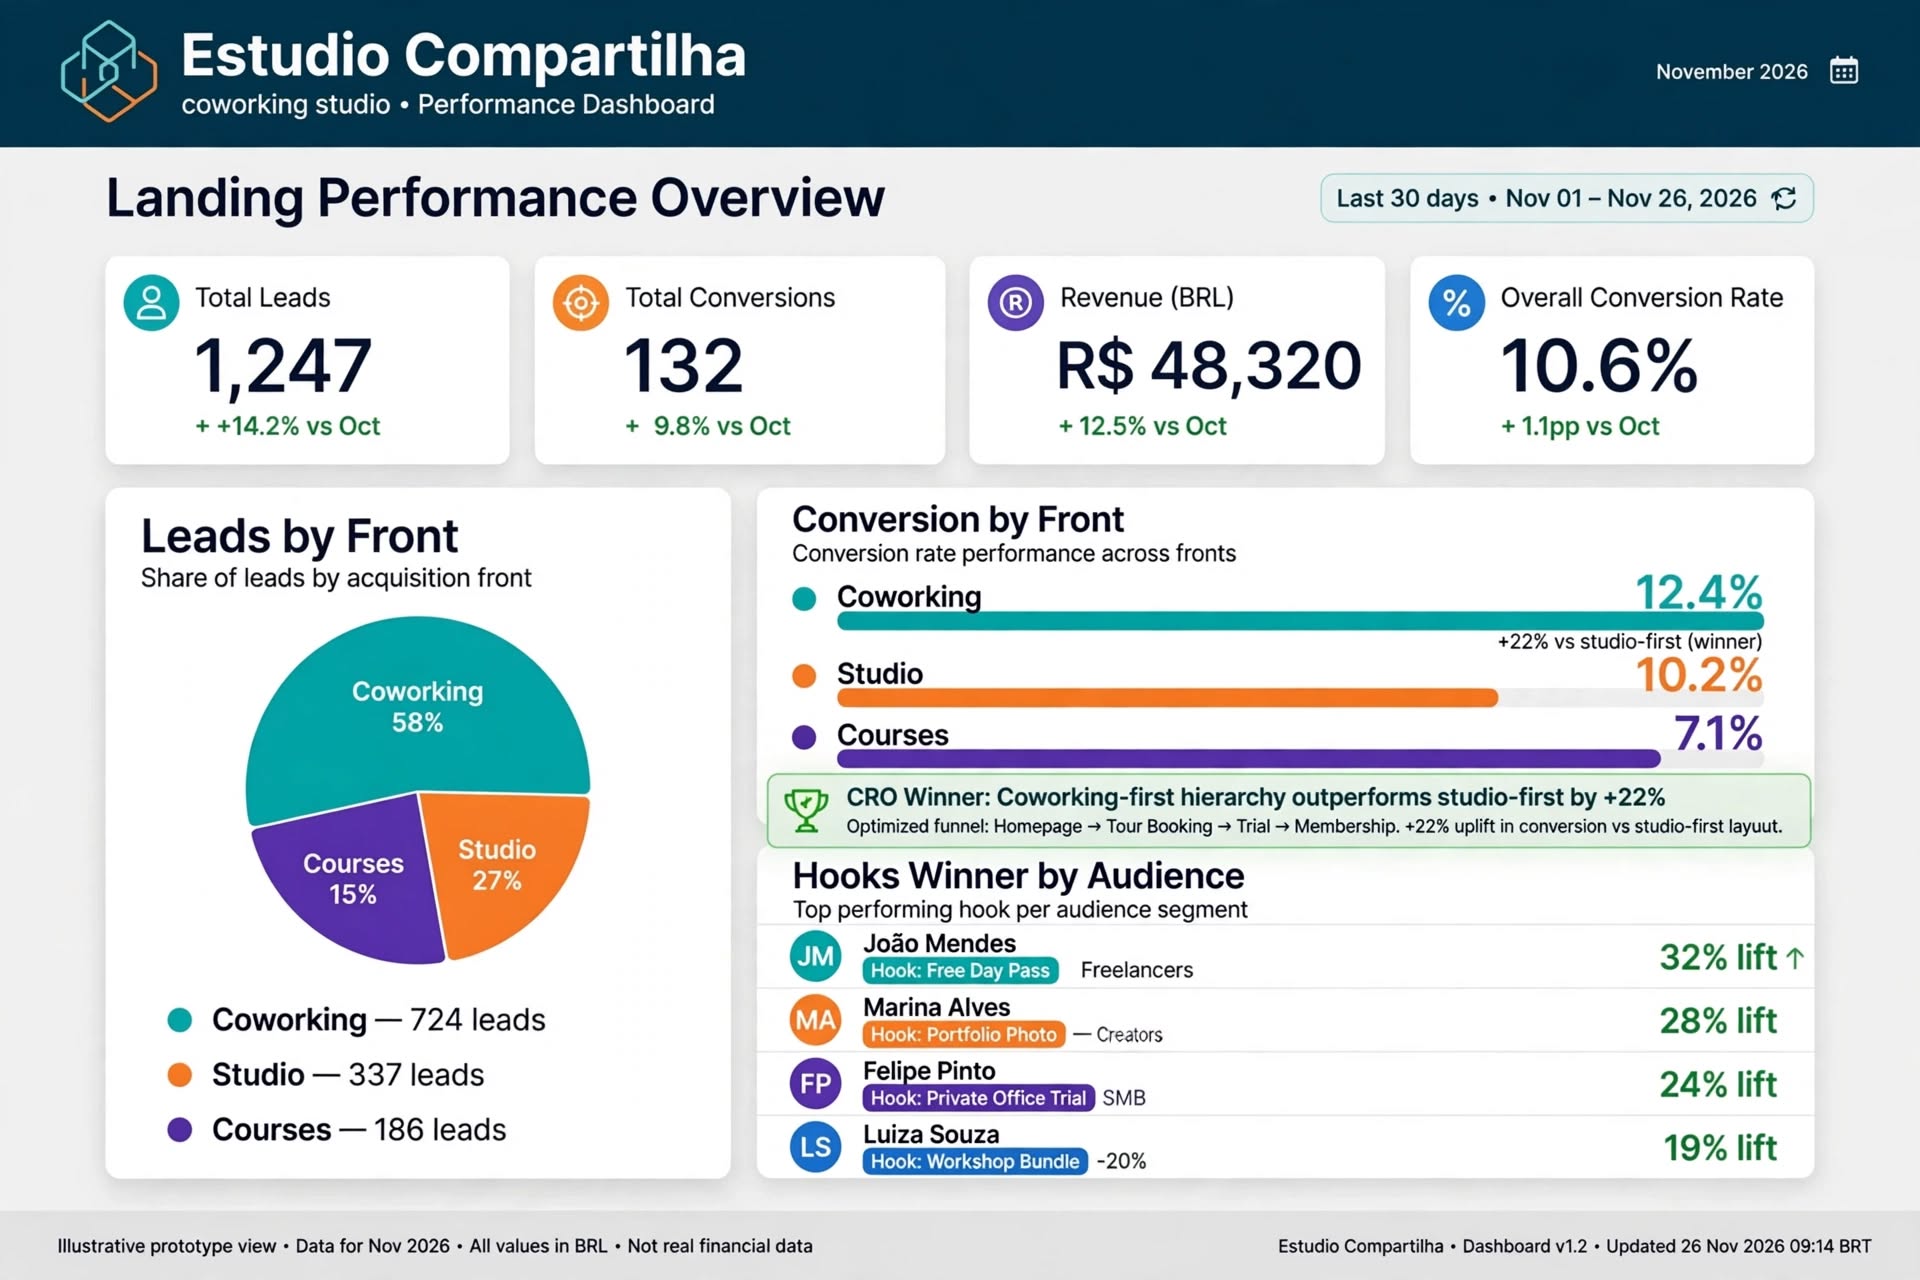 Estudio Compartilha
coworking studio • Performance Dashboard
November 2026
Landing Performance Overview
Last 30 days • Nov 01 – Nov 26, 2026
Total Leads
1,247
+ +14.2% vs Oct
Total Conversions
132
+ 9.8% vs Oct
R
Revenue (BRL)
R$ 48,320
+ 12.5% vs Oct
%
Overall Conversion Rate
10.6%
+ 1.1pp vs Oct
Leads by Front
Share of leads by acquisition front
Coworking
58%
Courses
15%
Studio
27%
Coworking — 724 leads
Studio — 337 leads
Courses — 186 leads
Conversion by Front
Conversion rate performance across fronts
Coworking 12.4%
+22% vs studio-first (winner)
Studio 10.2%
Courses 7.1%
CRO Winner: Coworking-first hierarchy outperforms studio-first by +22%
Optimized funnel: Homepage → Tour Booking → Trial → Membership. +22% uplift in conversion vs studio-first layuut.
Hooks Winner by Audience
Top performing hook per audience segment
JM
João Mendes
Hook: Free Day Pass Freelancers
32% lift ↑
MA
Marina Alves
Hook: Portfolio Photo — Creators
28% lift
FP
Felipe Pinto
Hook: Private Office Trial SMB
24% lift
LS
Luiza Souza
Hook: Workshop Bundle -20%
19% lift
Illustrative prototype view • Data for Nov 2026 • All values in BRL • Not real financial data
Estudio Compartilha • Dashboard v1.2 • Updated 26 Nov 2026 09:14 BRT